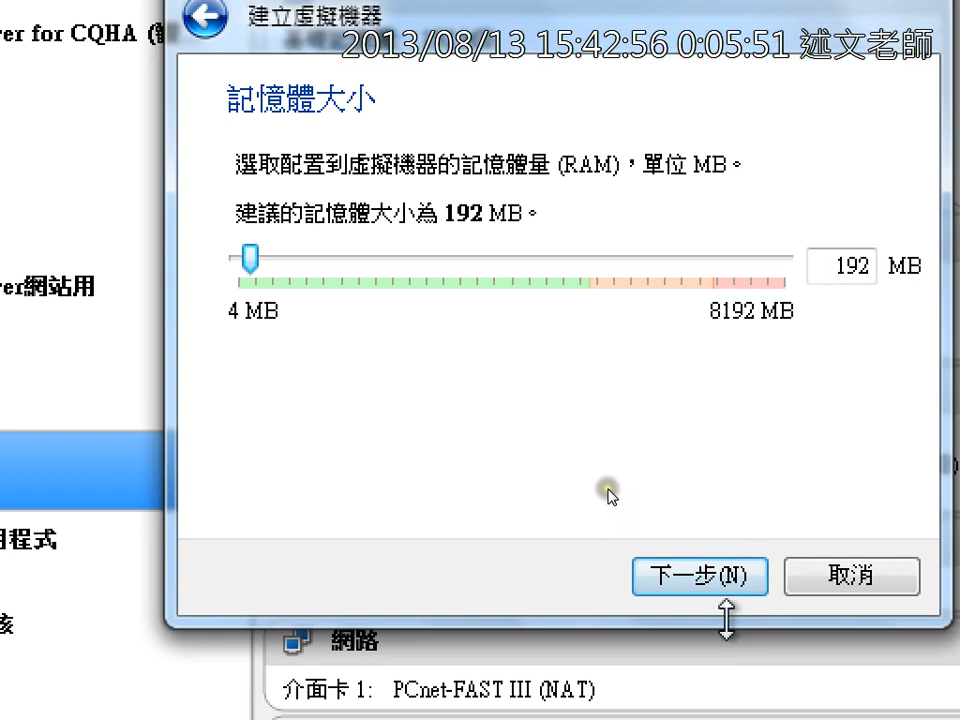 er for CQHA (
建立虛擬機器
2013/08/13 15:42:56 0:05:51 述文老師
記憶體大小
選取配置到虛擬機器的記憶體量 (RAM)，單位 MB。
建議的記憶體大小為 192 MB。
192 MB
4 MB 8192 MB
er網站用
用程式
下一步(N) 取消
核
網路
介面卡 1: PCnet-FAST III (NAT)